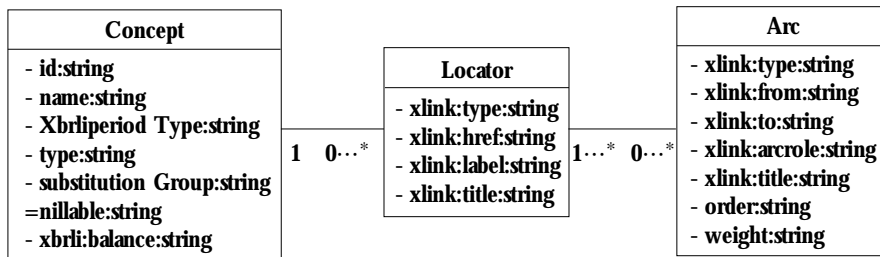 Concept
- id:string
- name:string
- Xbrliperiod Type:string
- type:string
- substitution Group:string
=nillable:string
- xbrli:balance:string
1 0…*
Locator
- xlink:type:string
- xlink:href:string
- xlink:label:string
- xlink:title:string
1…* 0…*
Arc
- xlink:type:string
- xlink:from:string
- xlink:to:string
- xlink:arcrole:string
- xlink:title:string
- order:string
- weight:string